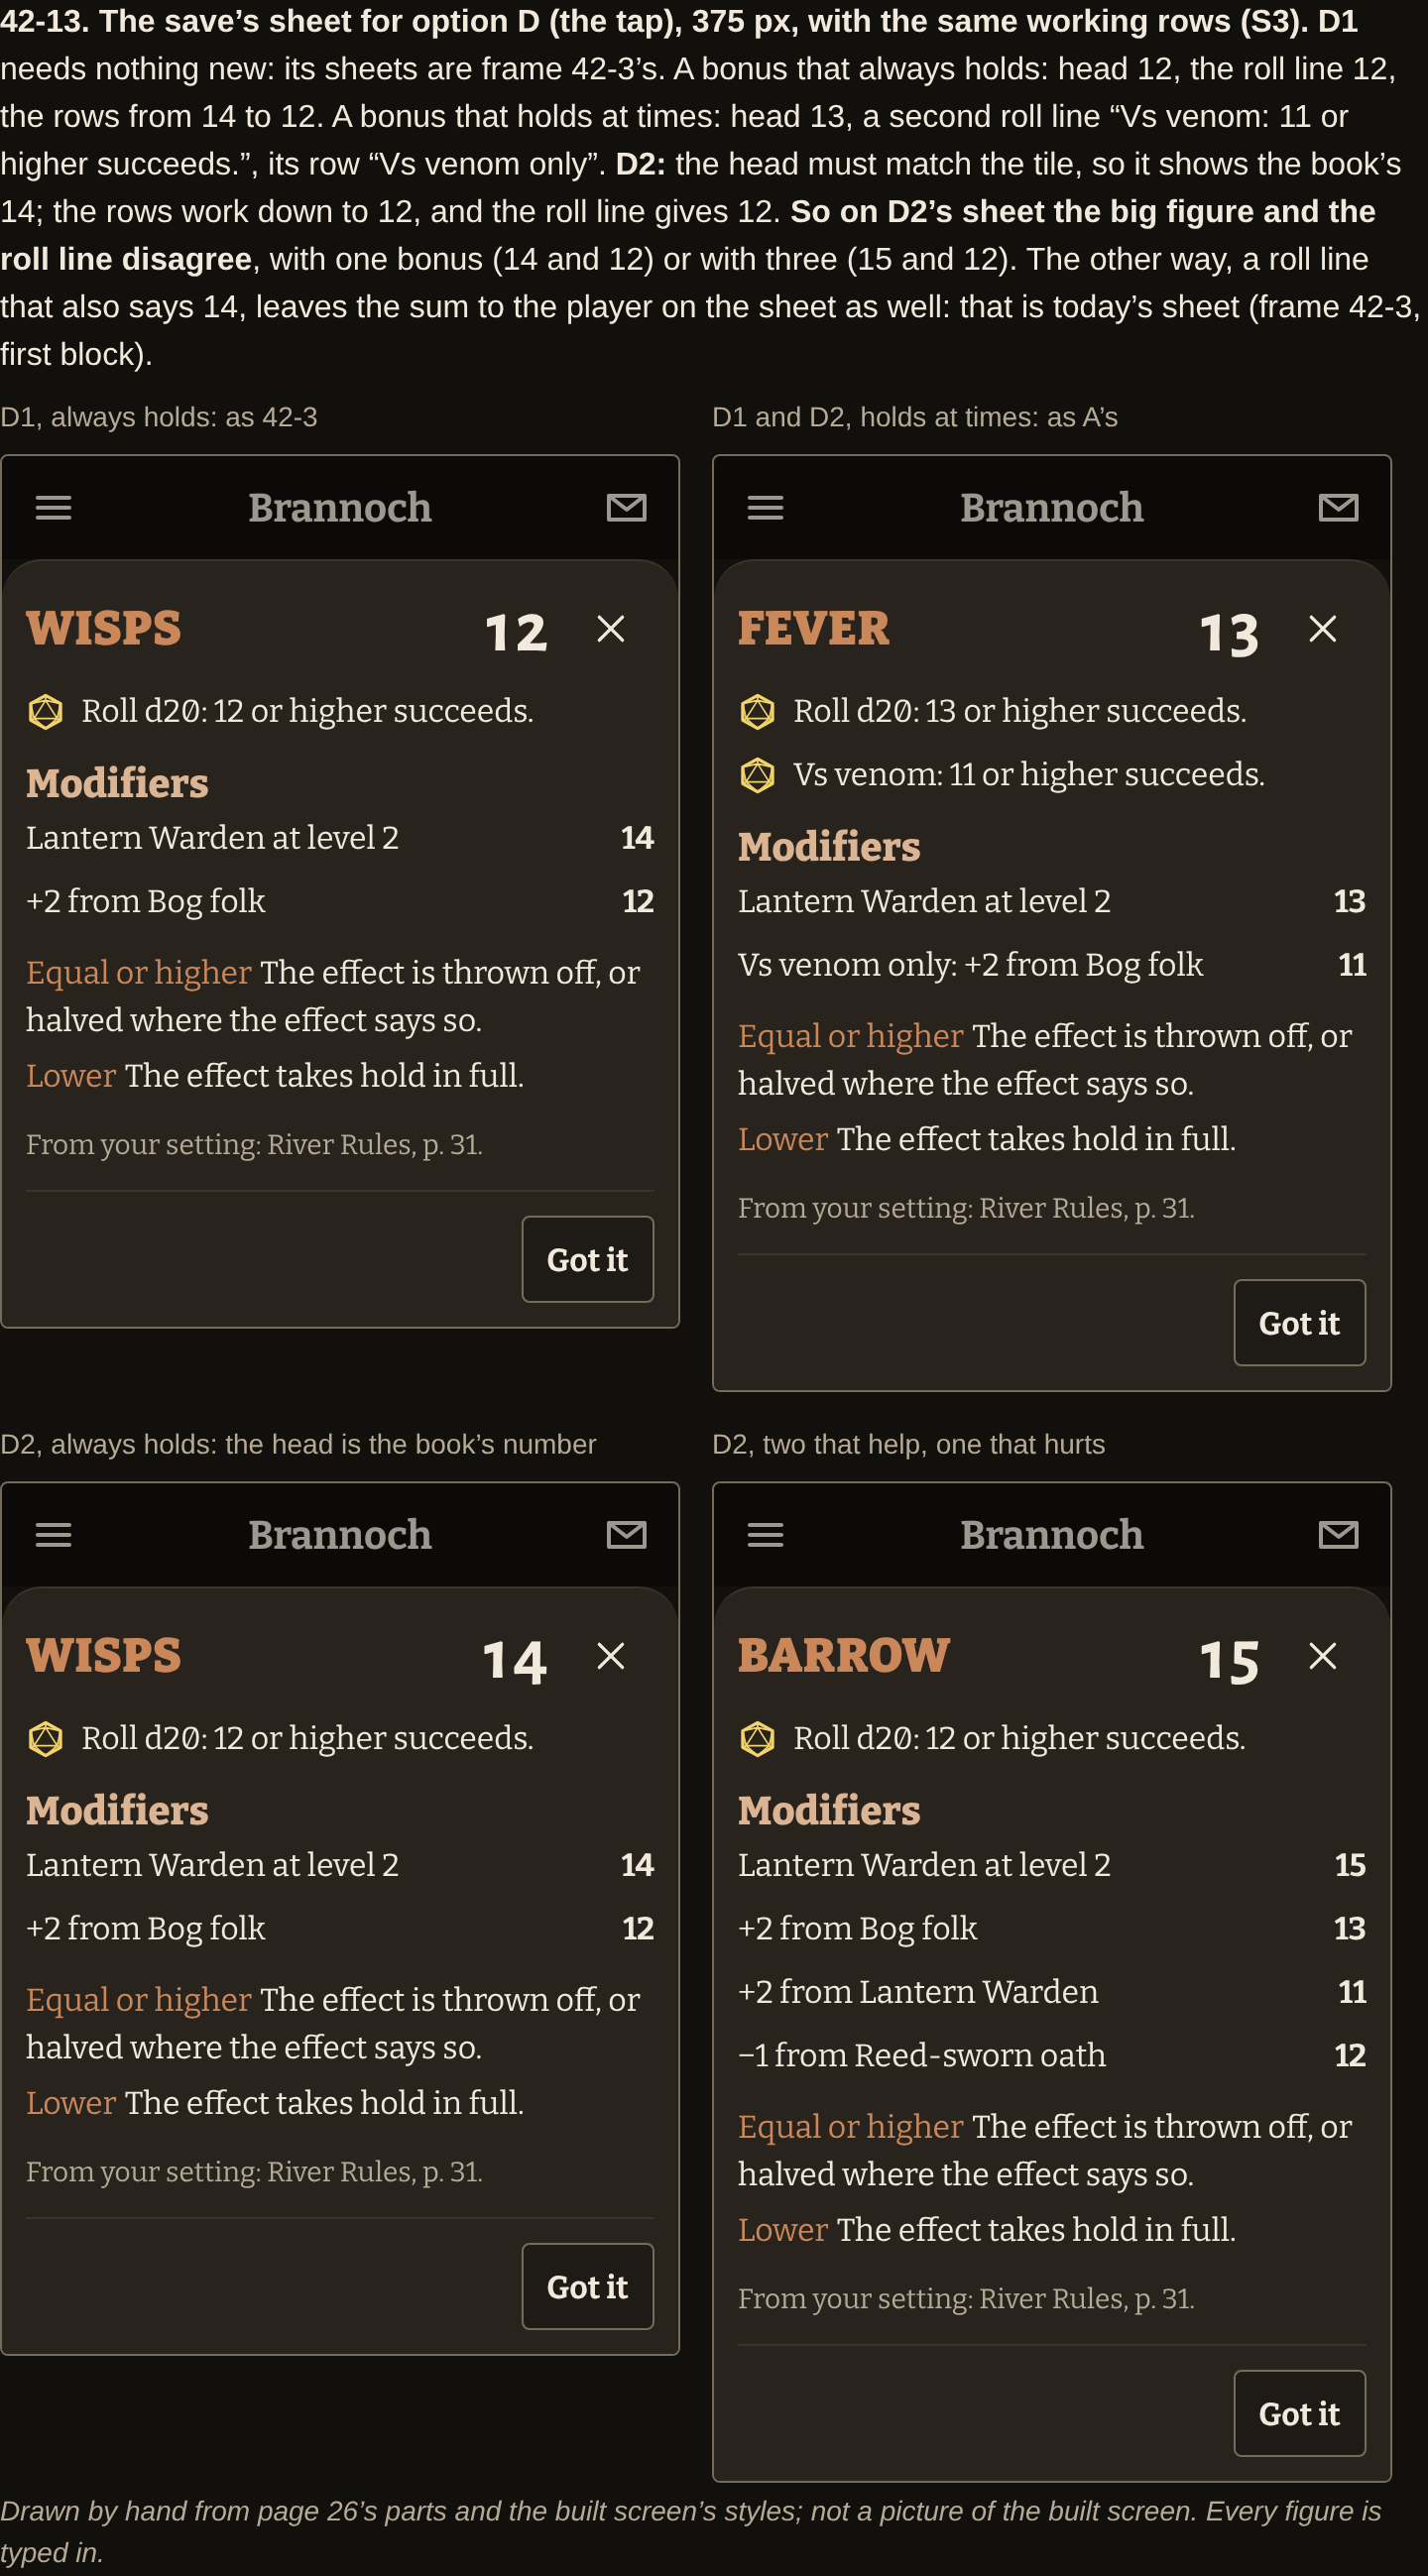 42-13. The save’s sheet for option D (the tap), 375 px, with the same working rows (S3). D1
needs nothing new: its sheets are frame 42-3’s. A bonus that always holds: head 12, the roll line 12,
the rows from 14 to 12. A bonus that holds at times: head 13, a second roll line “Vs venom: 11 or
higher succeeds.”, its row “Vs venom only”. D2: the head must match the tile, so it shows the book’s
14; the rows work down to 12, and the roll line gives 12. So on D2’s sheet the big figure and the
roll line disagree, with one bonus (14 and 12) or with three (15 and 12). The other way, a roll line
that also says 14, leaves the sum to the player on the sheet as well: that is today’s sheet (frame 42-3,
first block).
D1, always holds: as 42-3
Brannoch
WISPS 12
Roll d20: 12 or higher succeeds.
Modifiers
Lantern Warden at level 2 14
+2 from Bog folk 12
Equal or higher The effect is thrown off, or
halved where the effect says so.
Lower The effect takes hold in full.
From your setting: River Rules, p. 31.
Got it
D1 and D2, holds at times: as A’s
Brannoch
FEVER 13
Roll d20: 13 or higher succeeds.
Vs venom: 11 or higher succeeds.
Modifiers
Lantern Warden at level 2 13
Vs venom only: +2 from Bog folk 11
Equal or higher The effect is thrown off, or
halved where the effect says so.
Lower The effect takes hold in full.
From your setting: River Rules, p. 31.
Got it
D2, always holds: the head is the book’s number
Brannoch
WISPS 14
Roll d20: 12 or higher succeeds.
Modifiers
Lantern Warden at level 2 14
+2 from Bog folk 12
Equal or higher The effect is thrown off, or
halved where the effect says so.
Lower The effect takes hold in full.
From your setting: River Rules, p. 31.
Got it
D2, two that help, one that hurts
Brannoch
BARROW 15
Roll d20: 12 or higher succeeds.
Modifiers
Lantern Warden at level 2 15
+2 from Bog folk 13
+2 from Lantern Warden 11
−1 from Reed-sworn oath 12
Equal or higher The effect is thrown off, or
halved where the effect says so.
Lower The effect takes hold in full.
From your setting: River Rules, p. 31.
Got it
Drawn by hand from page 26’s parts and the built screen’s styles; not a picture of the built screen. Every figure is
typed in.